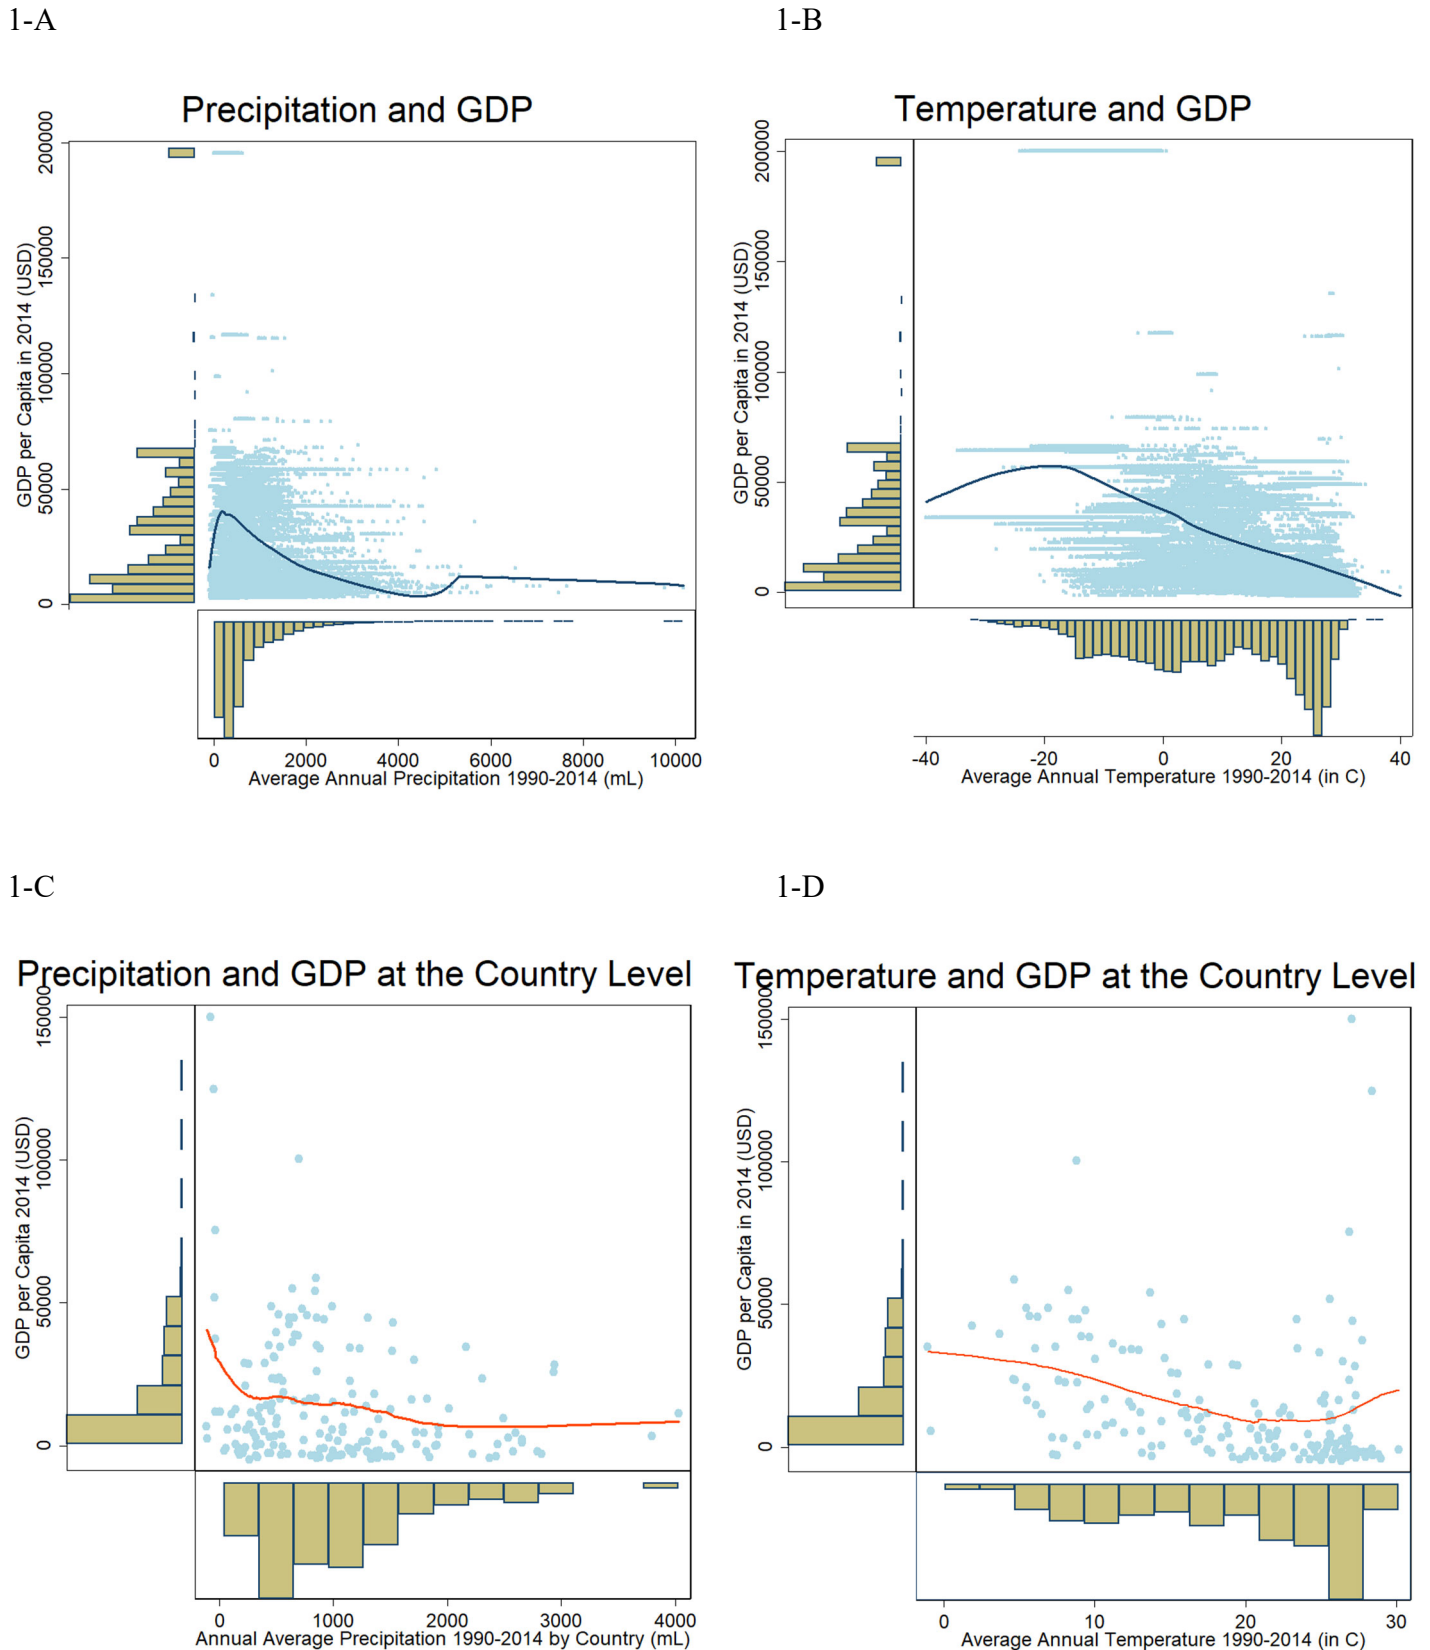 1-A
1-B
Precipitation and GDP
GDP per Capita in 2014 (USD)
200000
150000
100000
50000
0
0 2000 4000 6000 8000 10000
Average Annual Precipitation 1990-2014 (mL)
Temperature and GDP
GDP per Capita in 2014 (USD)
200000
150000
100000
50000
0
-40 -20 0 20 40
Average Annual Temperature 1990-2014 (in C)
1-C
1-D
Precipitation and GDP at the Country Level
GDP per Capita 2014 (USD)
150000
100000
50000
0
0 1000 2000 3000 4000
Annual Average Precipitation 1990-2014 by Country (mL)
Temperature and GDP at the Country Level
GDP per Capita in 2014 (USD)
150000
100000
50000
0
0 10 20 30
Average Annual Temperature 1990-2014 (in C)